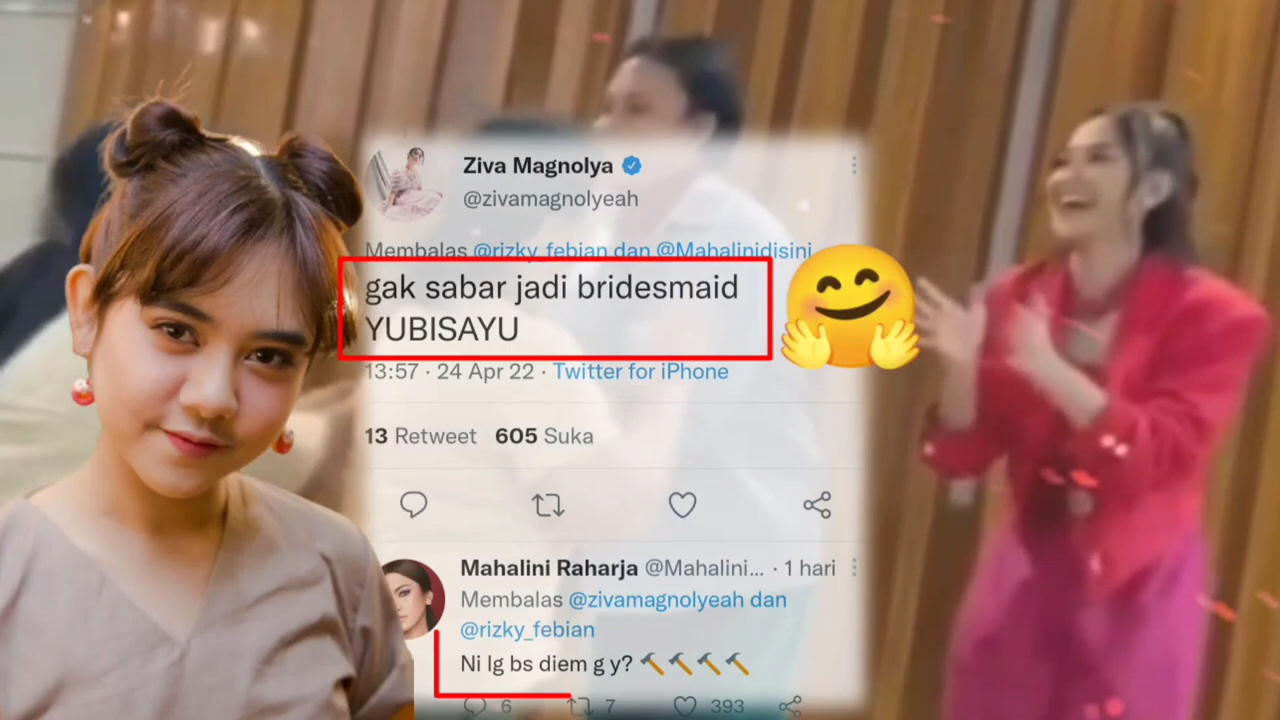 Ziva Magnolya
@zivamagnolyeah
Membalas @rizky_febian dan @Mahalinidisini
gak sabar jadi bridesmaid
YUBISAYU
13:57 · 24 Apr 22 · Twitter for iPhone
13 Retweet 605 Suka
Mahalini Raharja @Mahalini... · 1 hari
Membalas @zivamagnolyeah dan
@rizky_febian
Ni lg bs diem g y? 🔨🔨🔨🔨
6 7 393